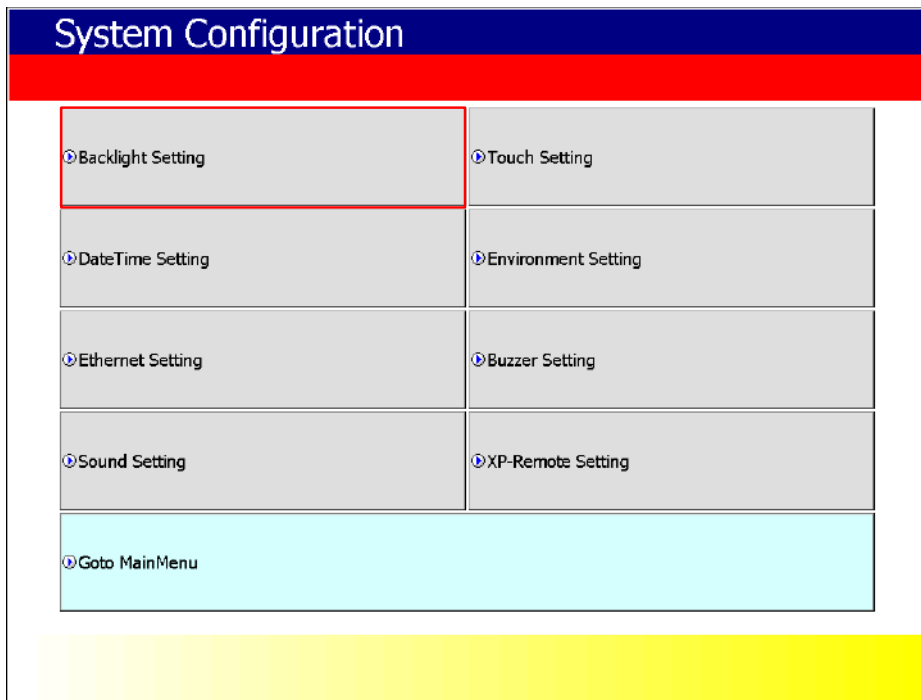 System Configuration
Backlight Setting
Touch Setting
DateTime Setting
Environment Setting
Ethernet Setting
Buzzer Setting
Sound Setting
XP-Remote Setting
Goto MainMenu